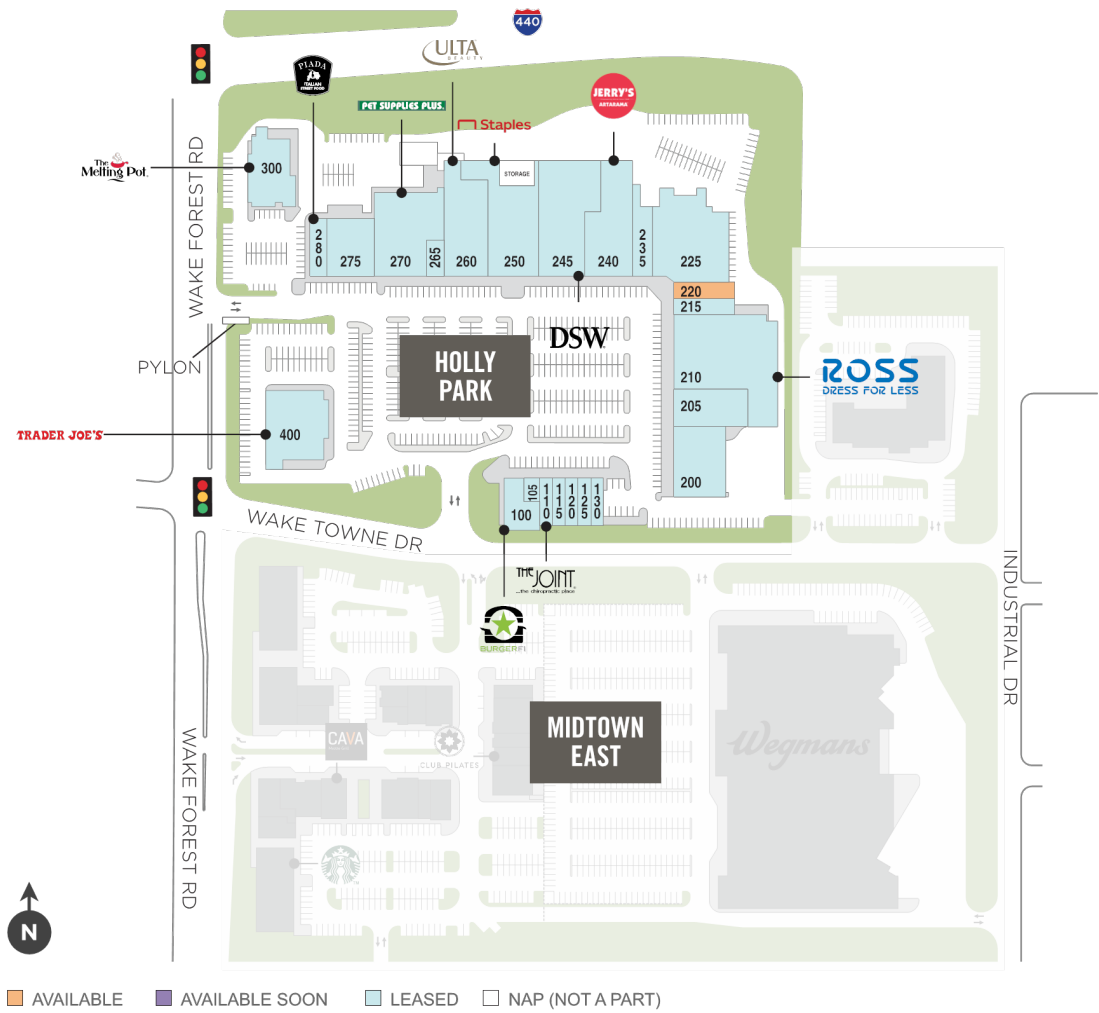 440
ULTA
BEAUTY
PIADA
ITALIAN
STREET FOOD
PET SUPPLIES PLUS.
Staples
JERRY'S
ARTARAMA
The
Melting Pot.
WAKE FOREST RD
300
STORAGE
280
275
270
265
260
250
245
240
235
225
220
215
PYLON
HOLLY
PARK
DSW
210
ROSS
DRESS FOR LESS
205
TRADER JOE'S
400
200
100
105
110
115
120
125
130
WAKE TOWNE DR
THE JOINT
...the chiropractic place
BURGERFI
INDUSTRIAL DR
MIDTOWN
EAST
Wegmans
CAVA
CLUB PILATES
WAKE FOREST RD
N
AVAILABLE
AVAILABLE SOON
LEASED
NAP (NOT A PART)